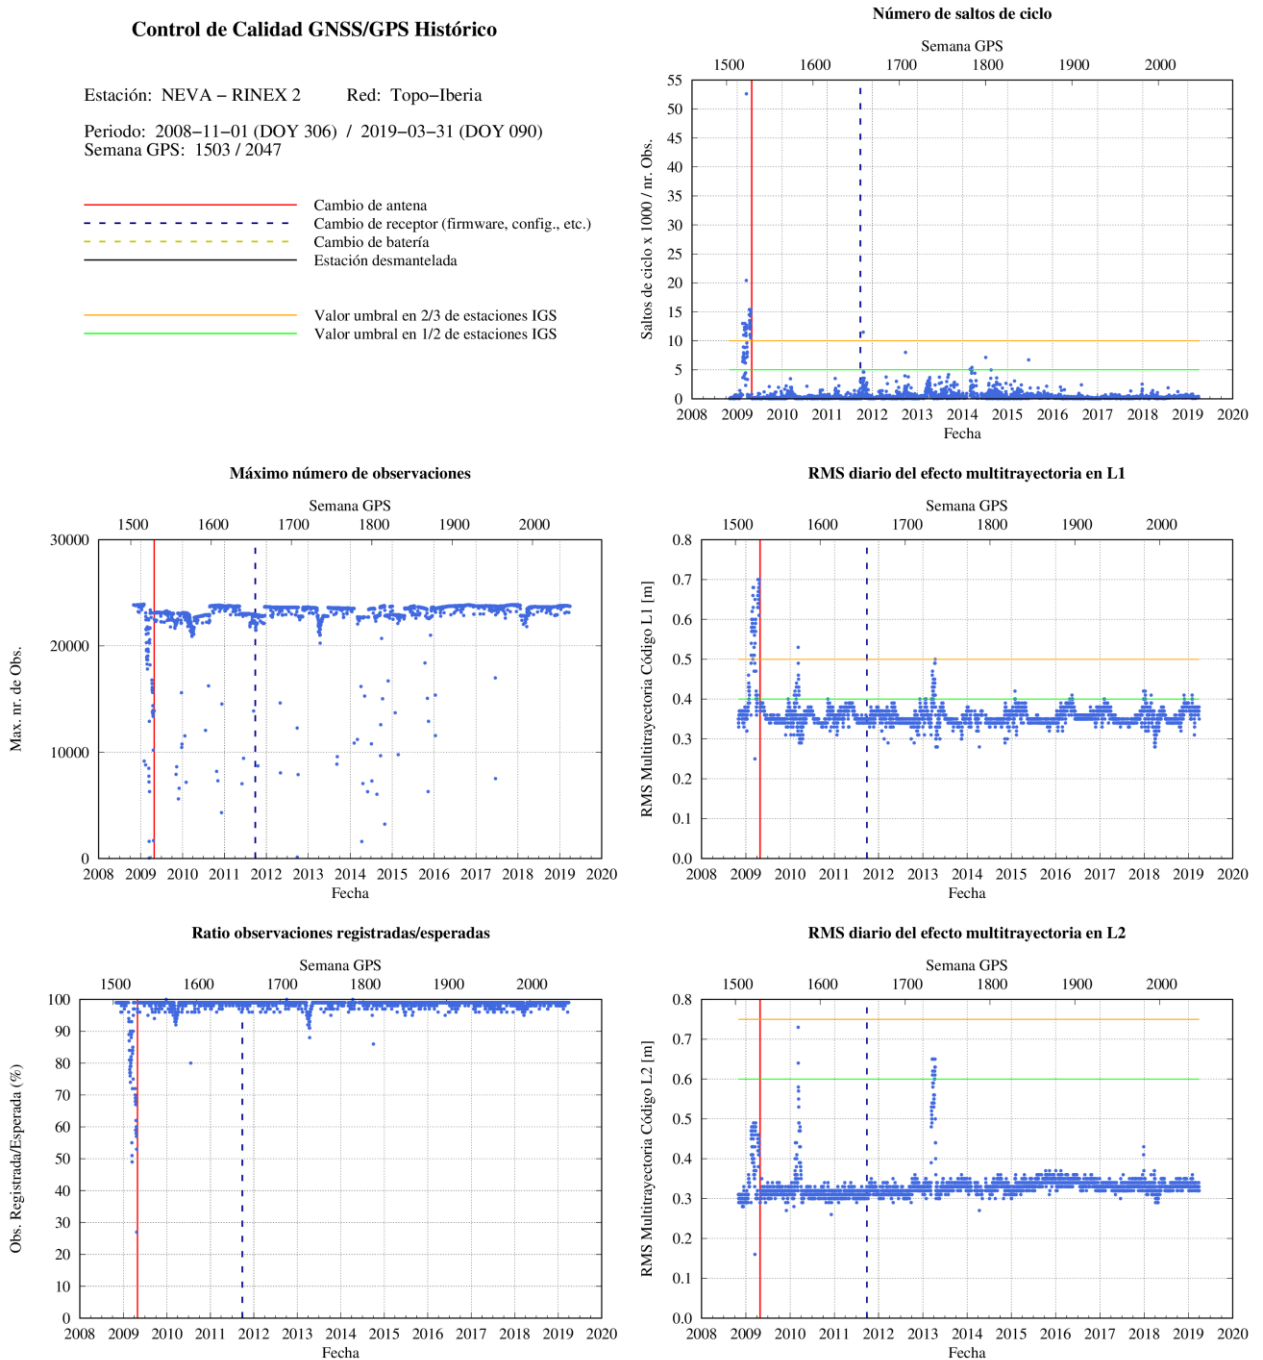 Control de Calidad GNSS/GPS Histórico
Estación: NEVA − RINEX 2 Red: Topo−Iberia
Periodo: 2008−11−01 (DOY 306) / 2019−03−31 (DOY 090)
Semana GPS: 1503 / 2047
Cambio de antena
Cambio de receptor (firmware, config., etc.)
Cambio de batería
Estación desmantelada
Valor umbral en 2/3 de estaciones IGS
Valor umbral en 1/2 de estaciones IGS
Número de saltos de ciclo
Semana GPS
1500 1600 1700 1800 1900 2000
Saltos de ciclo x 1000 / nr. Obs.
55
50
45
40
35
30
25
20
15
10
5
0
2008 2009 2010 2011 2012 2013 2014 2015 2016 2017 2018 2019 2020
Fecha
Máximo número de observaciones
Semana GPS
1500 1600 1700 1800 1900 2000
Max. nr. de Obs.
30000
20000
10000
0
2008 2009 2010 2011 2012 2013 2014 2015 2016 2017 2018 2019 2020
Fecha
RMS diario del efecto multitrayectoria en L1
Semana GPS
1500 1600 1700 1800 1900 2000
RMS Multitrayectoria Código L1 [m]
0.8
0.7
0.6
0.5
0.4
0.3
0.2
0.1
0.0
2008 2009 2010 2011 2012 2013 2014 2015 2016 2017 2018 2019 2020
Fecha
Ratio observaciones registradas/esperadas
Semana GPS
1500 1600 1700 1800 1900 2000
Obs. Registrada/Esperada (%)
100
90
80
70
60
50
40
30
20
10
0
2008 2009 2010 2011 2012 2013 2014 2015 2016 2017 2018 2019 2020
Fecha
RMS diario del efecto multitrayectoria en L2
Semana GPS
1500 1600 1700 1800 1900 2000
RMS Multitrayectoria Código L2 [m]
0.8
0.7
0.6
0.5
0.4
0.3
0.2
0.1
0.0
2008 2009 2010 2011 2012 2013 2014 2015 2016 2017 2018 2019 2020
Fecha